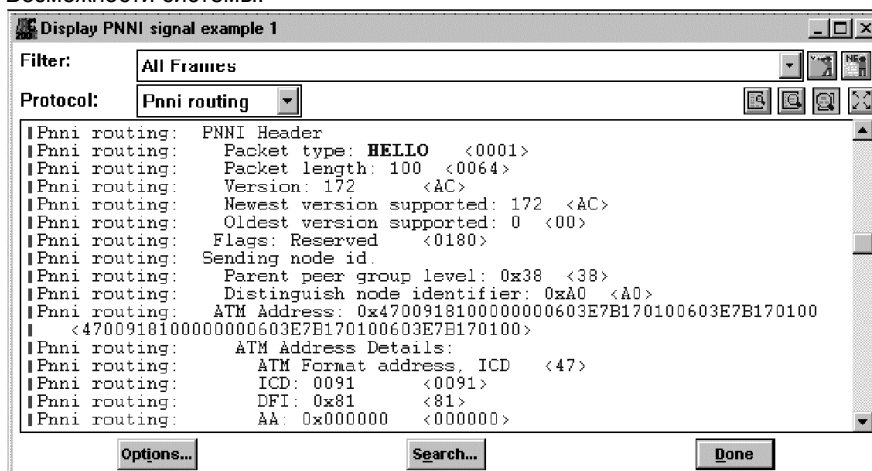 Возможности системы
Display PNNI signal example 1
Filter: All Frames
Protocol: Pnni routing
Pnni routing: PNNI Header
Pnni routing: Packet type: HELLO <0001>
Pnni routing: Packet length: 100 <0064>
Pnni routing: Version: 172 <AC>
Pnni routing: Newest version supported: 172 <AC>
Pnni routing: Oldest version supported: 0 <00>
Pnni routing: Flags: Reserved <0180>
Pnni routing: Sending node id.
Pnni routing: Parent peer group level: 0x38 <38>
Pnni routing: Distinguish node identifier: 0xA0 <A0>
Pnni routing: ATM Address: 0x47009181000000000603E7B170100603E7B170100
<47009181000000000603E7B170100603E7B170100>
Pnni routing: ATM Address Details:
Pnni routing: ATM Format address, ICD <47>
Pnni routing: ICD: 0091 <0091>
Pnni routing: DFI: 0x81 <81>
Pnni routing: AA: 0x000000 <000000>
Options... Search... Done